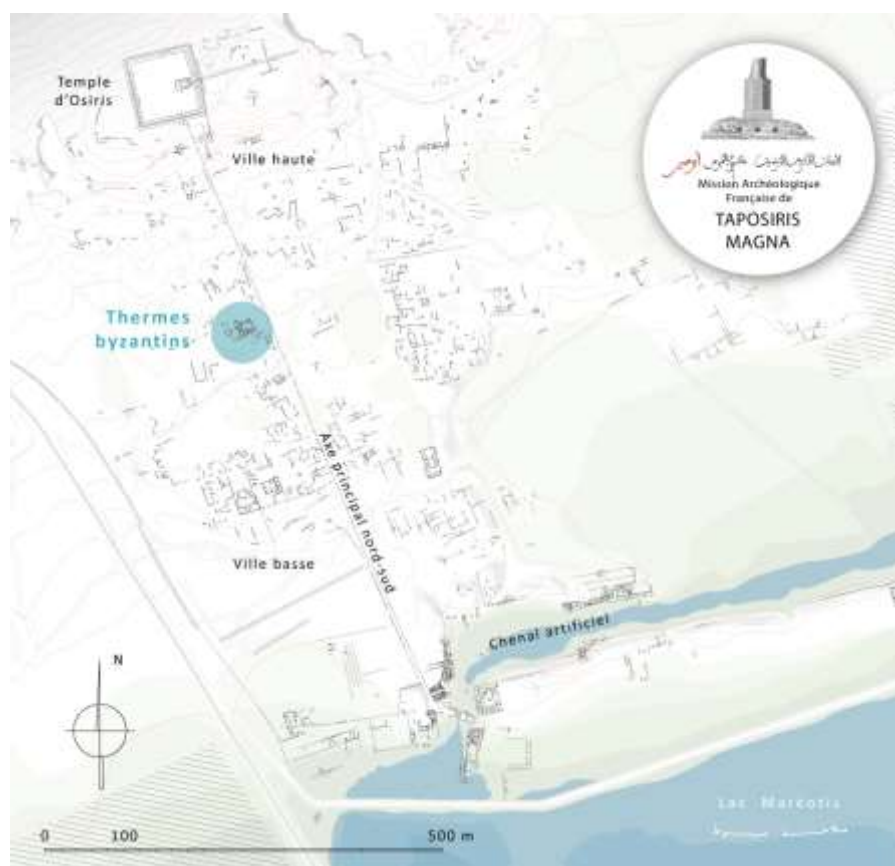 Temple
d'Osiris
Ville haute
Mission Archéologique
Française de
TAPOSIRIS
MAGNA
Thermes
byzantins
Axe principal nord-sud
Ville basse
Chenal artificiel
N
Lac Mareotis
0 100 500 m